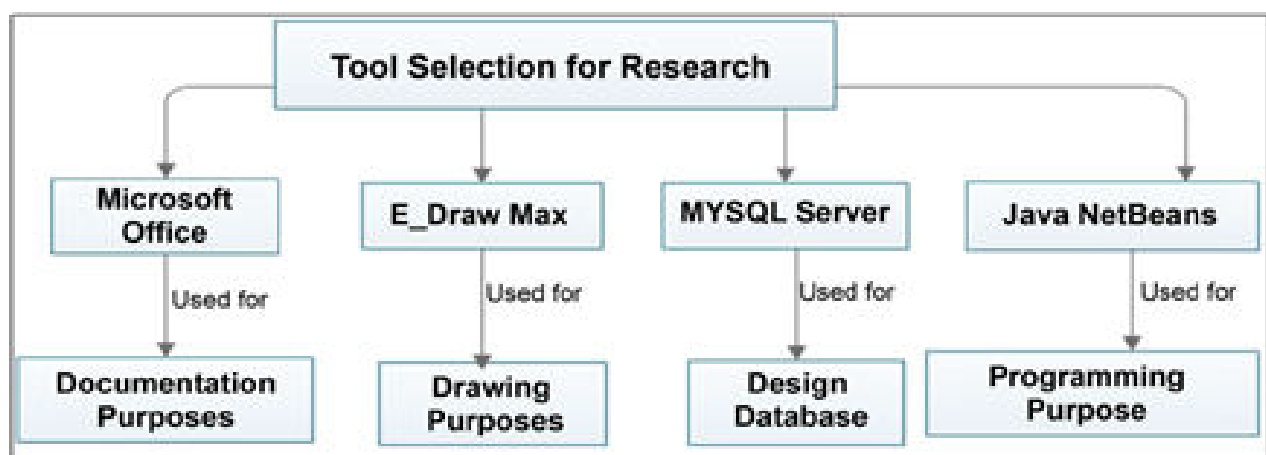 Tool Selection for Research
Microsoft
Office
E_Draw Max
MYSQL Server
Java NetBeans
Used for
Used for
Used for
Used for
Documentation
Purposes
Drawing
Purposes
Design
Database
Programming
Purpose